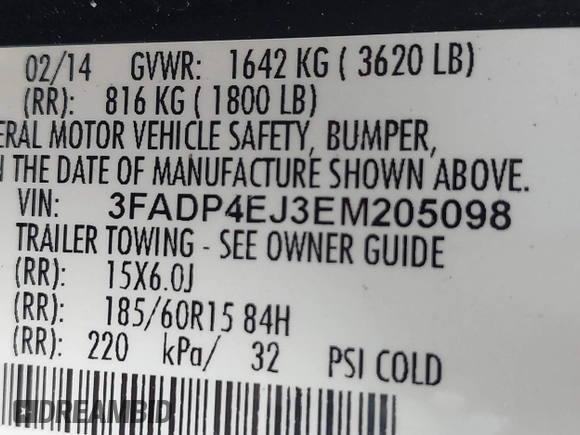 02/14 GVWR: 1642 KG ( 3620 LB)
(RR): 816 KG ( 1800 LB)
ERAL MOTOR VEHICLE SAFETY, BUMPER,
THE DATE OF MANUFACTURE SHOWN ABOVE.
VIN: 3FADP4EJ3EM205098
TRAILER TOWING - SEE OWNER GUIDE
(RR): 15X6.0J
(RR): 185/60R15 84H
(RR): 220 kPa/ 32 PSI COLD
DREAMBID